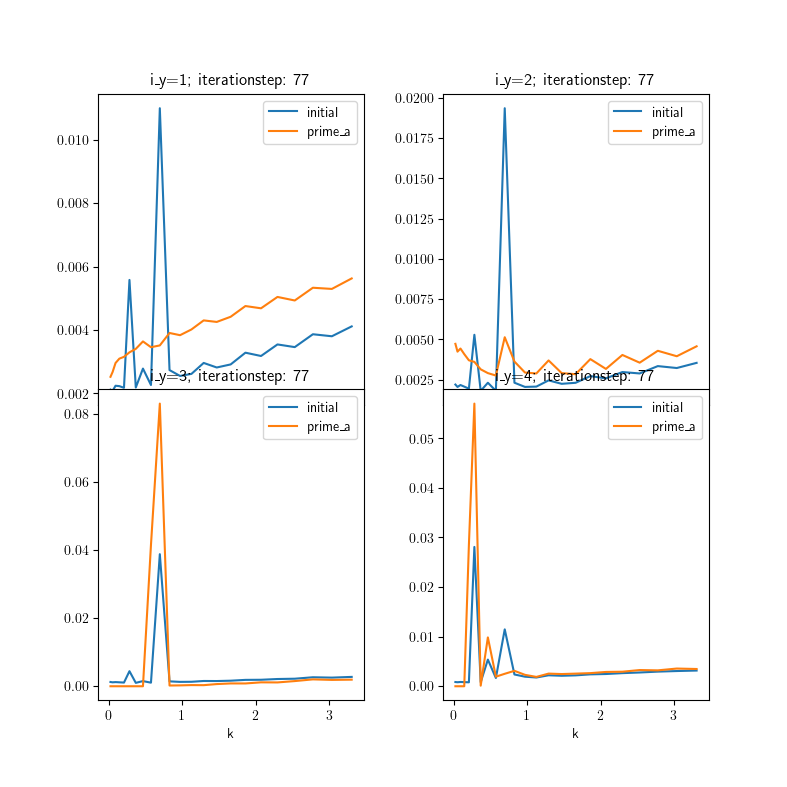 i_y=1; iterationstep: 77
initial
prime_a
0.010
0.008
0.006
0.004
0.002
i_y=2; iterationstep: 77
initial
prime_a
0.0200
0.0175
0.0150
0.0125
0.0100
0.0075
0.0050
0.0025
i_y=3; iterationstep: 77
initial
prime_a
0.08
0.06
0.04
0.02
0.00
0 1 2 3
k
i_y=4; iterationstep: 77
initial
prime_a
0.05
0.04
0.03
0.02
0.01
0.00
0 1 2 3
k